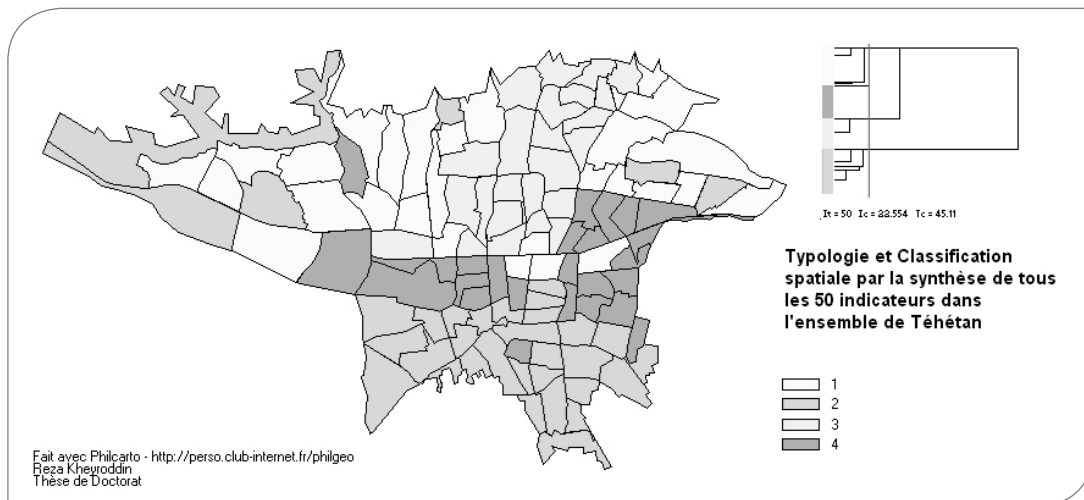 It = 50 Ic = 22.554 Tc = 45.11
Typologie et Classification
spatiale par la synthèse de tous
les 50 indicateurs dans
l'ensemble de Téhétan
1
2
3
4
Fait avec Philcarto - http://perso.club-internet.fr/philgeo
Reza Kheyroddin
Thèse de Doctorat